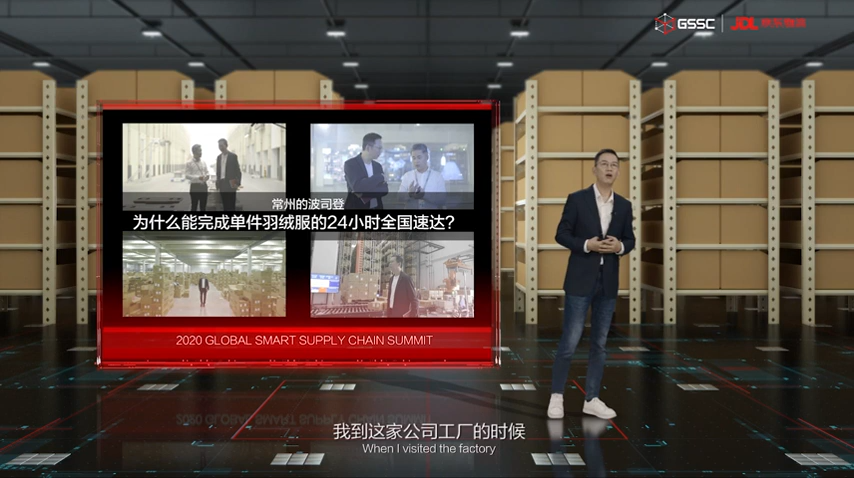 GSSC
JDL 京东物流
常州的波司登
为什么能完成单件羽绒服的24小时全国速达?
2020 GLOBAL SMART SUPPLY CHAIN SUMMIT
我到这家公司工厂的时候
When I visited the factory